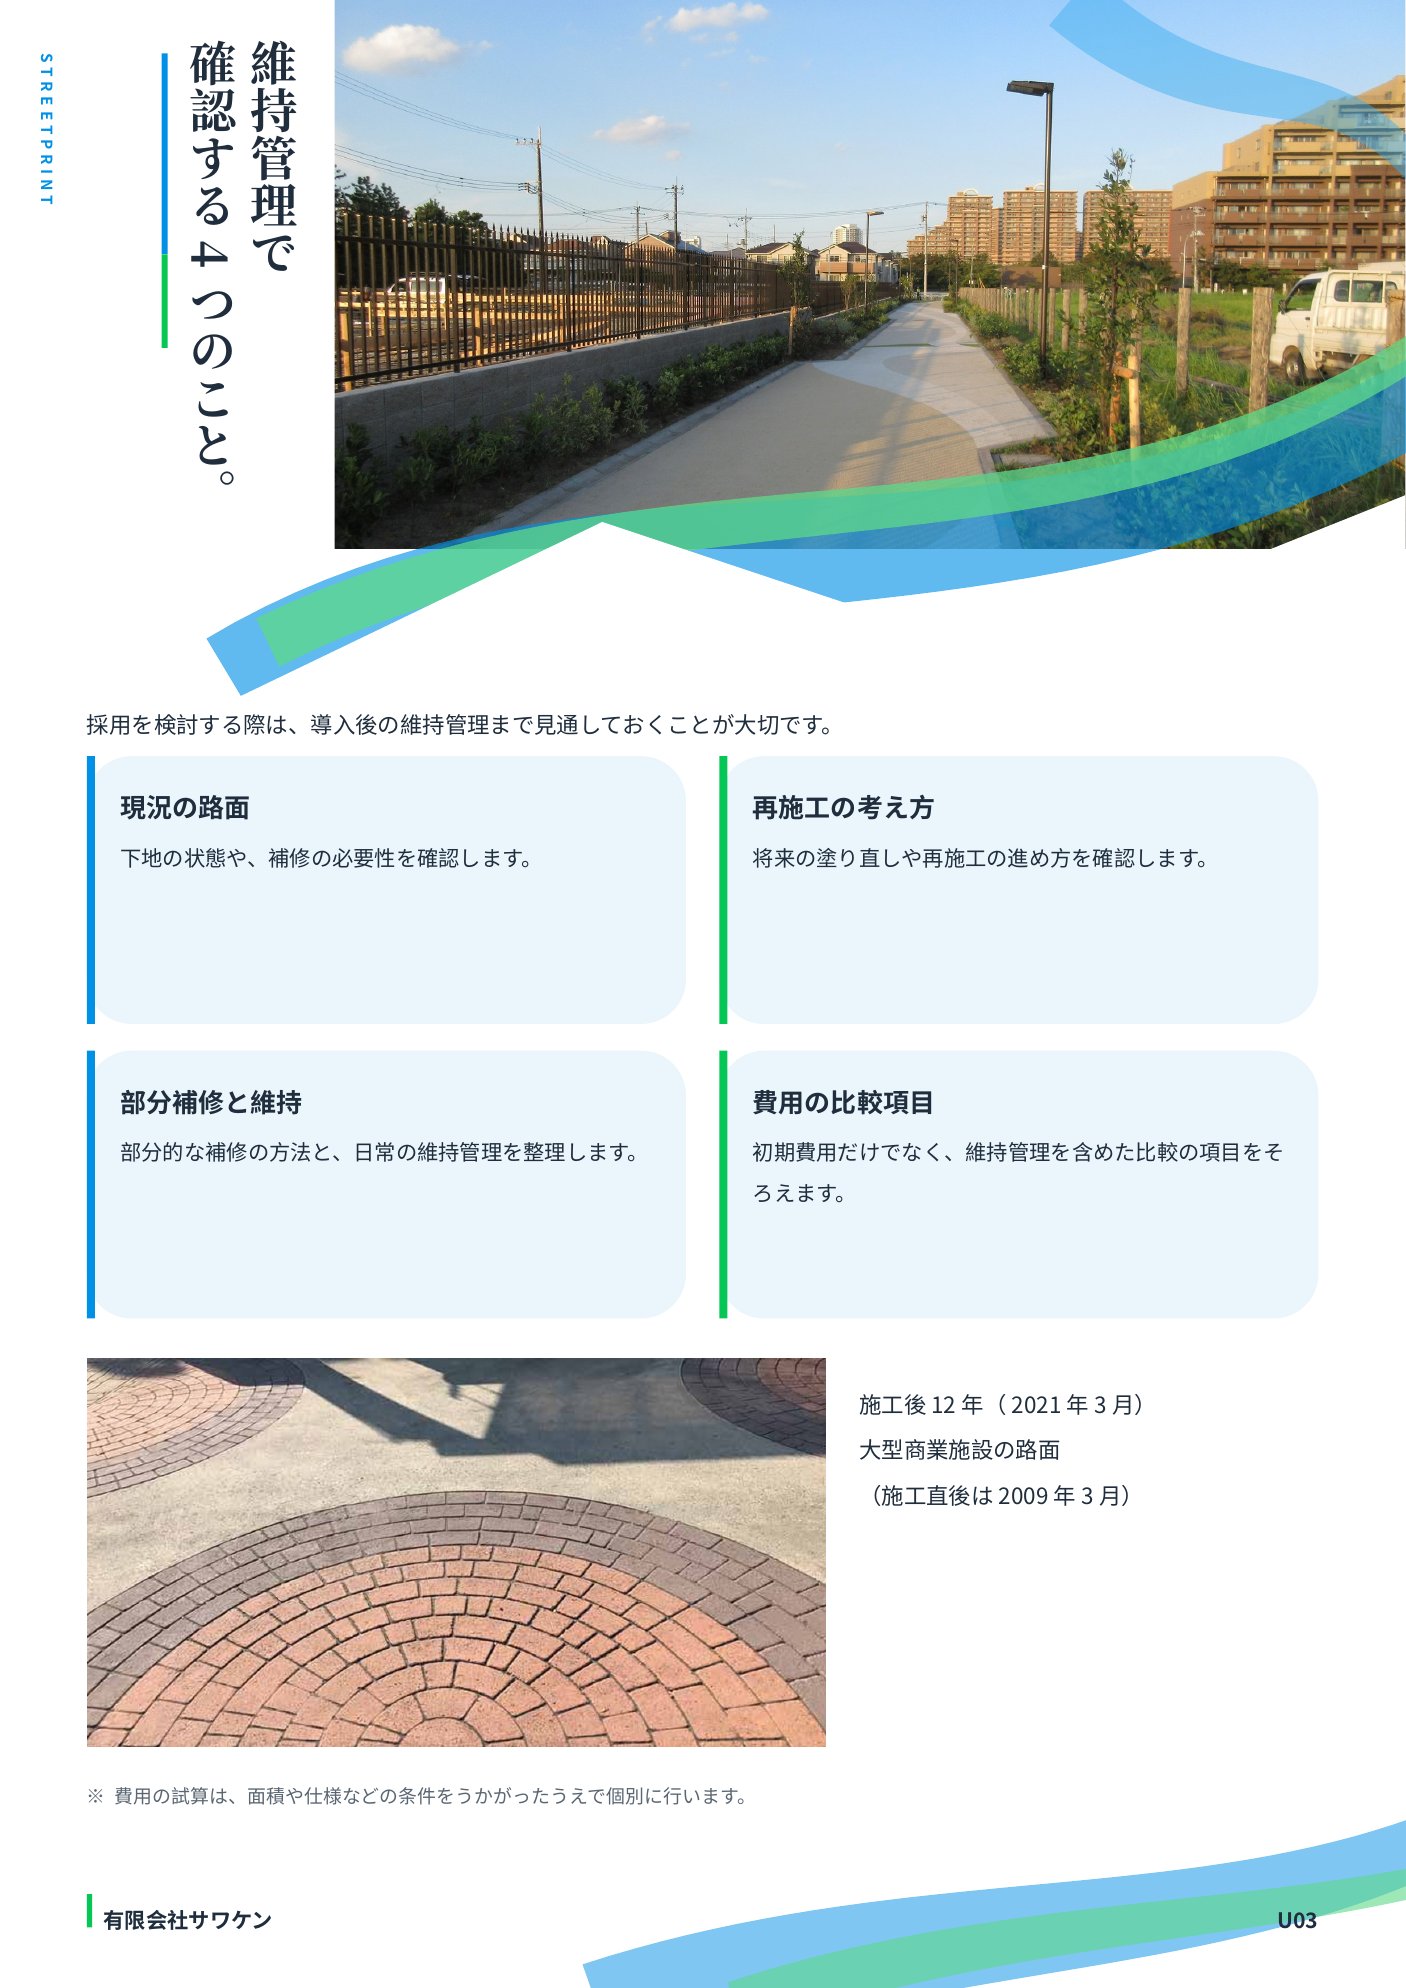 STREETPRINT
維持管理で
確認する4つのこと。
採用を検討する際は、導入後の維持管理まで見通しておくことが大切です。
現況の路面
下地の状態や、補修の必要性を確認します。
再施工の考え方
将来の塗り直しや再施工の進め方を確認します。
部分補修と維持
部分的な補修の方法と、日常の維持管理を整理します。
費用の比較項目
初期費用だけでなく、維持管理を含めた比較の項目をそ
ろえます。
施工後12年（2021年3月）
大型商業施設の路面
（施工直後は2009年3月）
※ 費用の試算は、面積や仕様などの条件をうかがったうえで個別に行います。
有限会社サワケン
U03